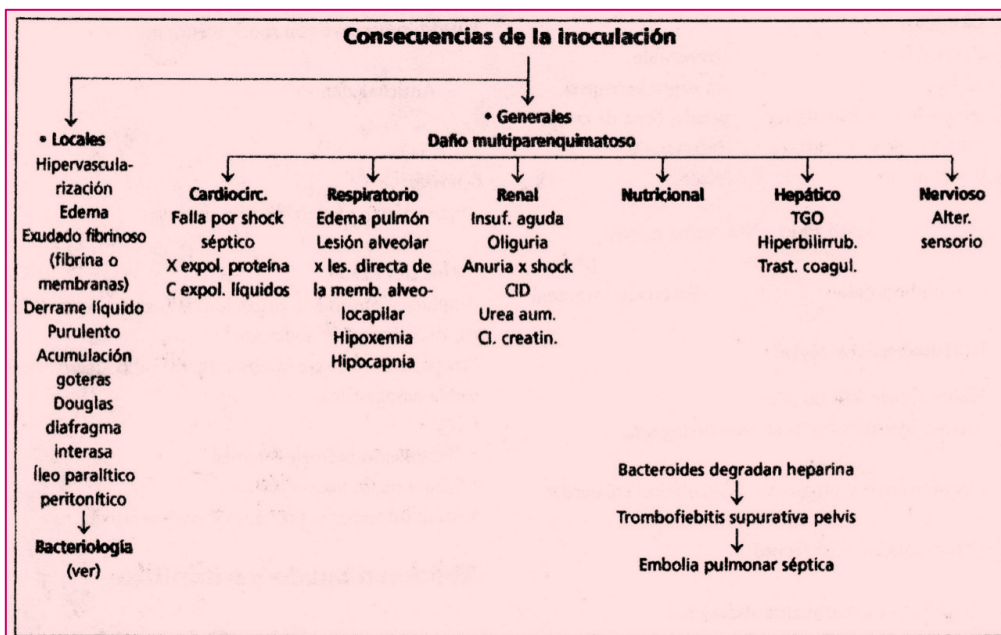 Consecuencias de la inoculación
• Locales
Hipervascula-
rización
Edema
Exudado fibrinoso
(fibrina o
membranas)
Derrame líquido
Purulento
Acumulación
goteras
Douglas
diafragma
interasa
Íleo paralítico
peritonítico
Bacteriología
(ver)
• Generales
Daño multiparenquimatoso
Cardiocirc.
Falla por shock
séptico
X expol. proteína
C expol. líquidos
Respiratorio
Edema pulmón
Lesión alveolar
x les. directa de
la memb. alveo-
locapilar
Hipoxemia
Hipocapnia
Renal
Insuf. aguda
Oliguria
Anuria x shock
CID
Urea aum.
Cl. creatin.
Nutricional
Hepático
TGO
Hiperbilirrub.
Trast. coagul.
Nervioso
Alter.
sensorio
Bacteroides degradan heparina
Trombofiebitis supurativa pelvis
Embolia pulmonar séptica